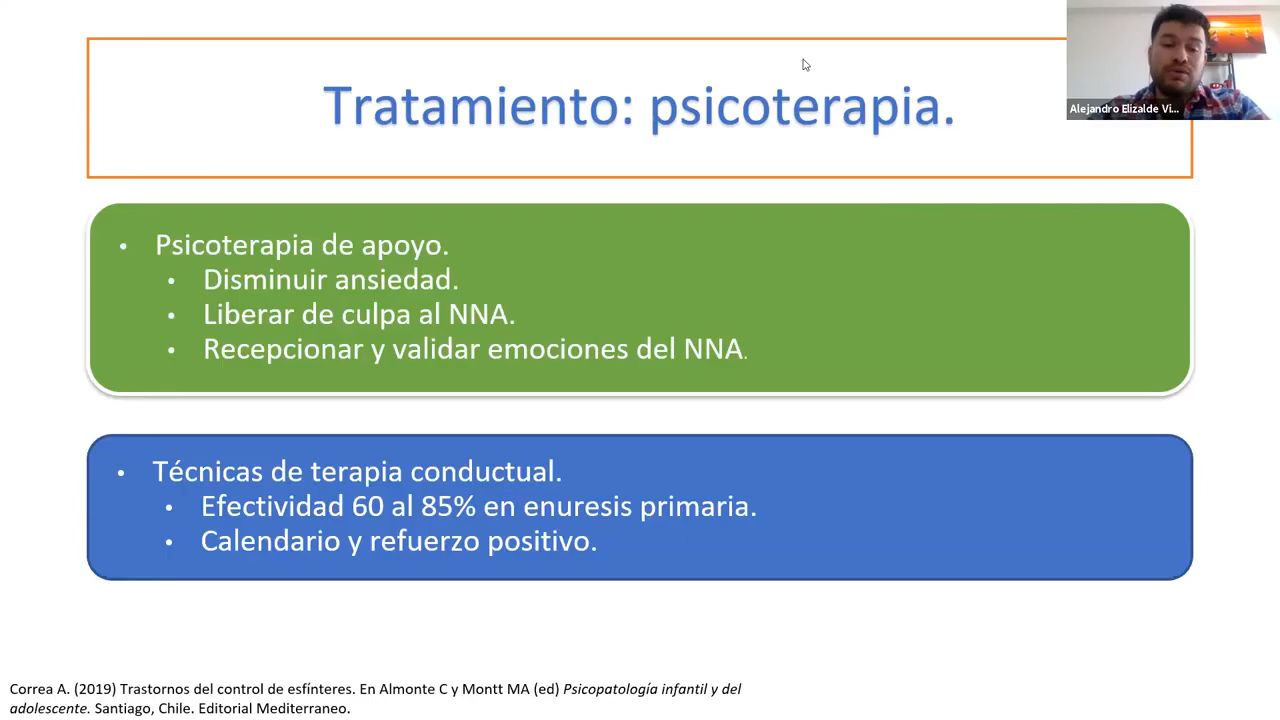 Tratamiento: psicoterapia.
Alejandro Elizalde Vi...
• Psicoterapia de apoyo.
• Disminuir ansiedad.
• Liberar de culpa al NNA.
• Recepcionar y validar emociones del NNA.
• Técnicas de terapia conductual.
• Efectividad 60 al 85% en enuresis primaria.
• Calendario y refuerzo positivo.
Correa A. (2019) Trastornos del control de esfínteres. En Almonte C y Montt MA (ed) Psicopatología infantil y del
adolescente. Santiago, Chile. Editorial Mediterraneo.